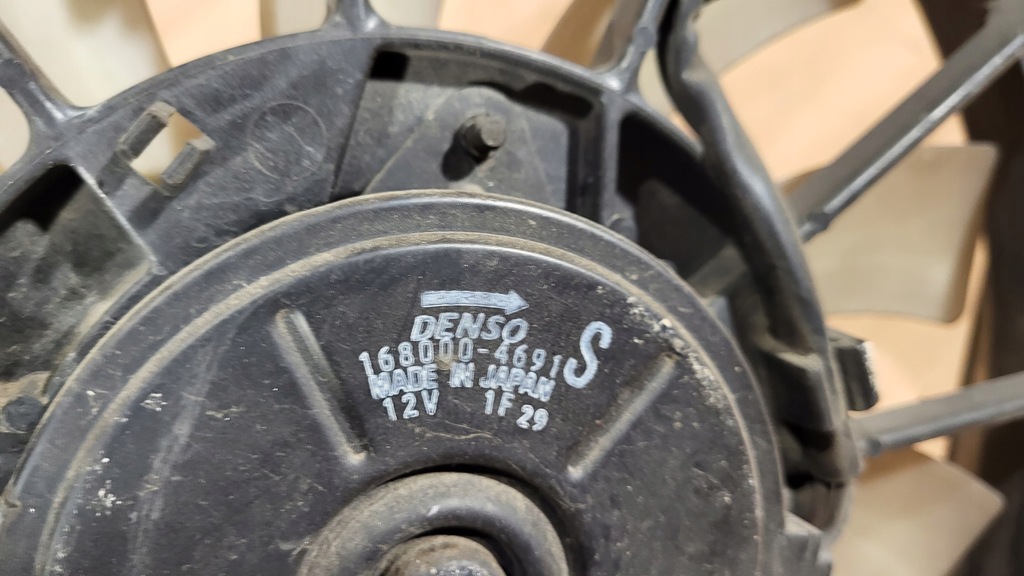 DENSO
168000-4691 S
MADE IN JAPAN
12V 1F 29